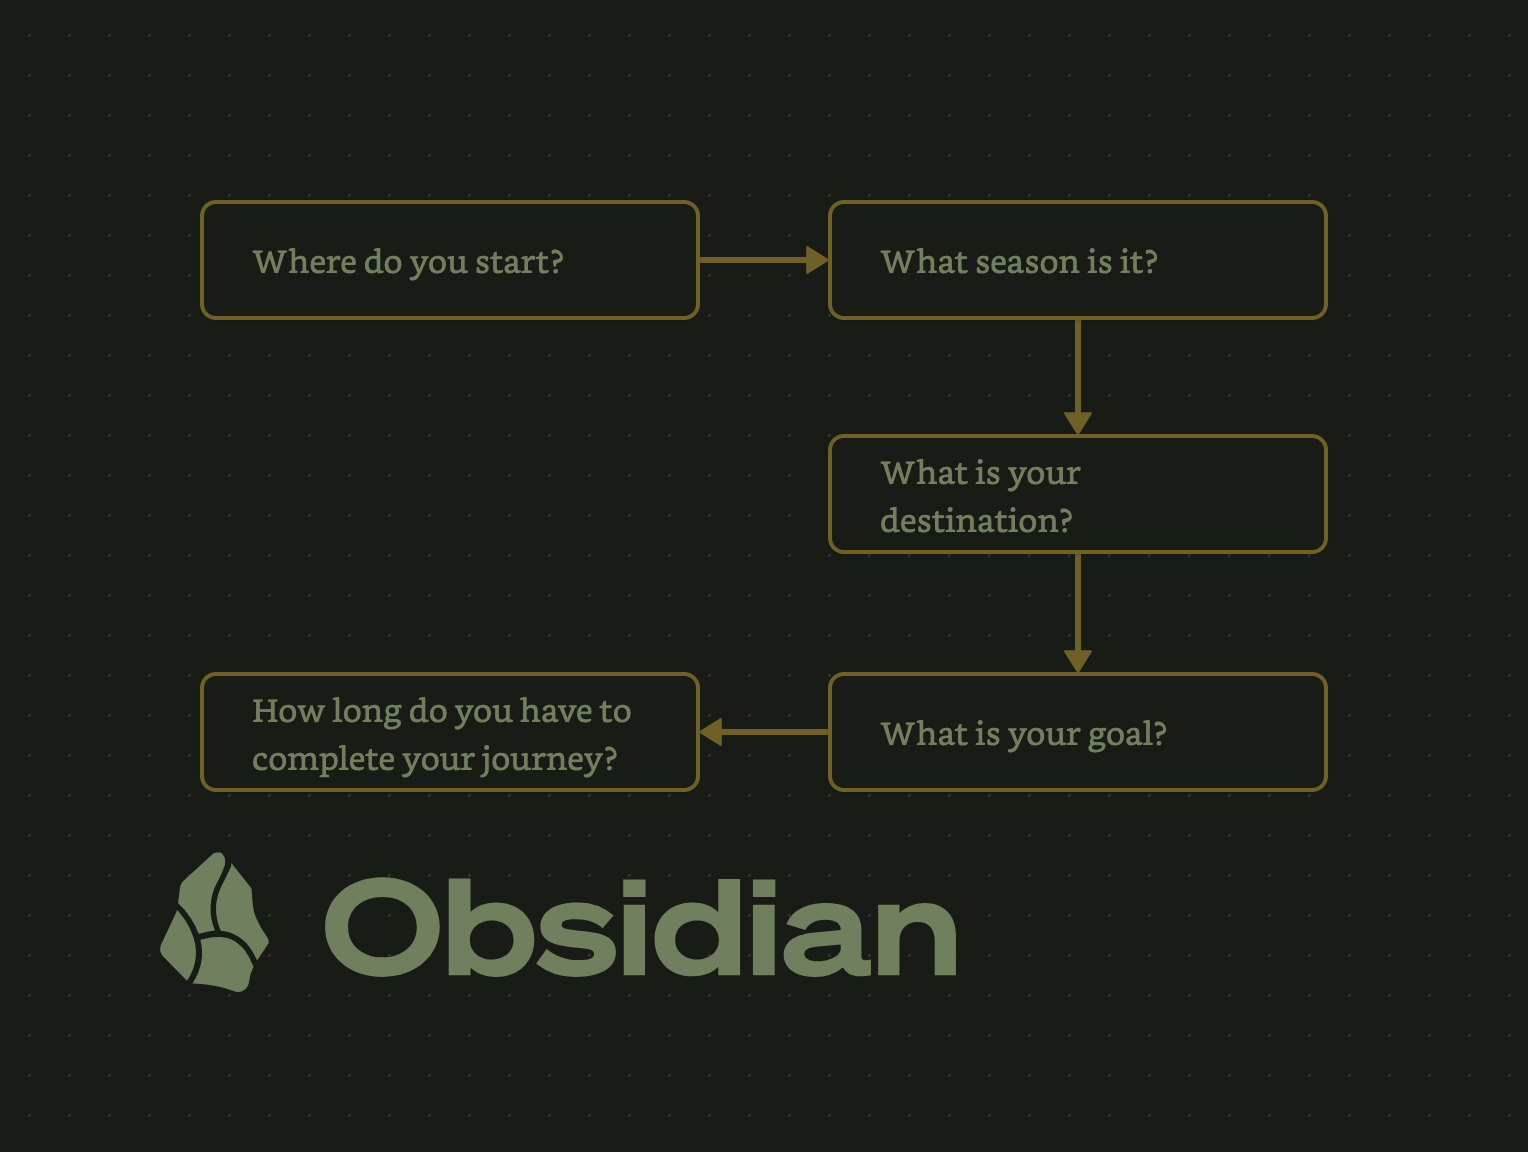 Where do you start?
What season is it?
What is your
destination?
What is your goal?
How long do you have to
complete your journey?
Obsidian